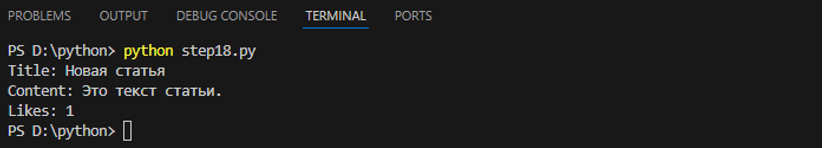 PROBLEMS OUTPUT DEBUG CONSOLE TERMINAL PORTS
PS D:\python> python step18.py
Title: Новая статья
Content: Это текст статьи.
Likes: 1
PS D:\python>